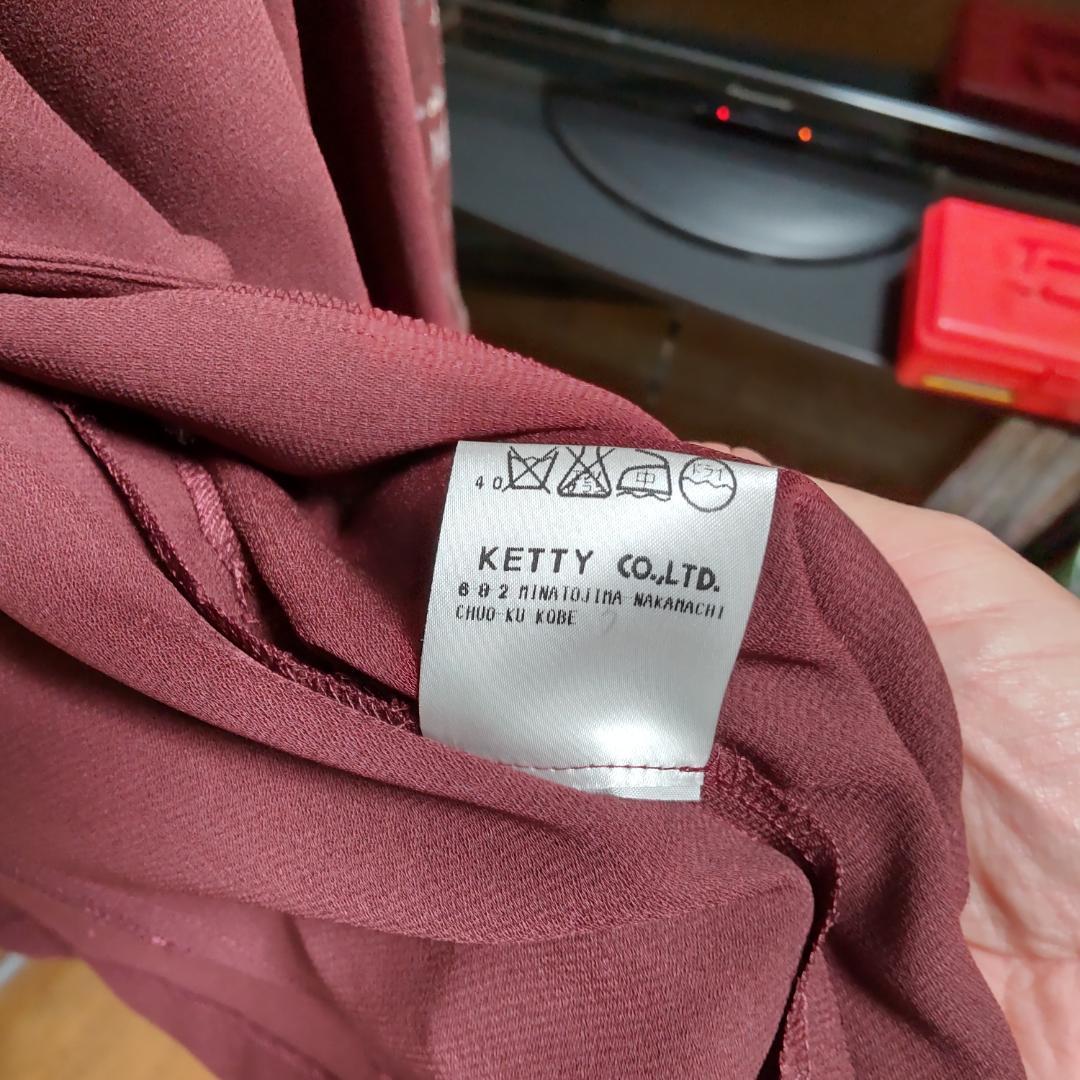 40
中
ドライ
KETTY CO.,LTD.
6 8 2 MINATOJIMA NAKAMACHI
CHUO-KU KOBE